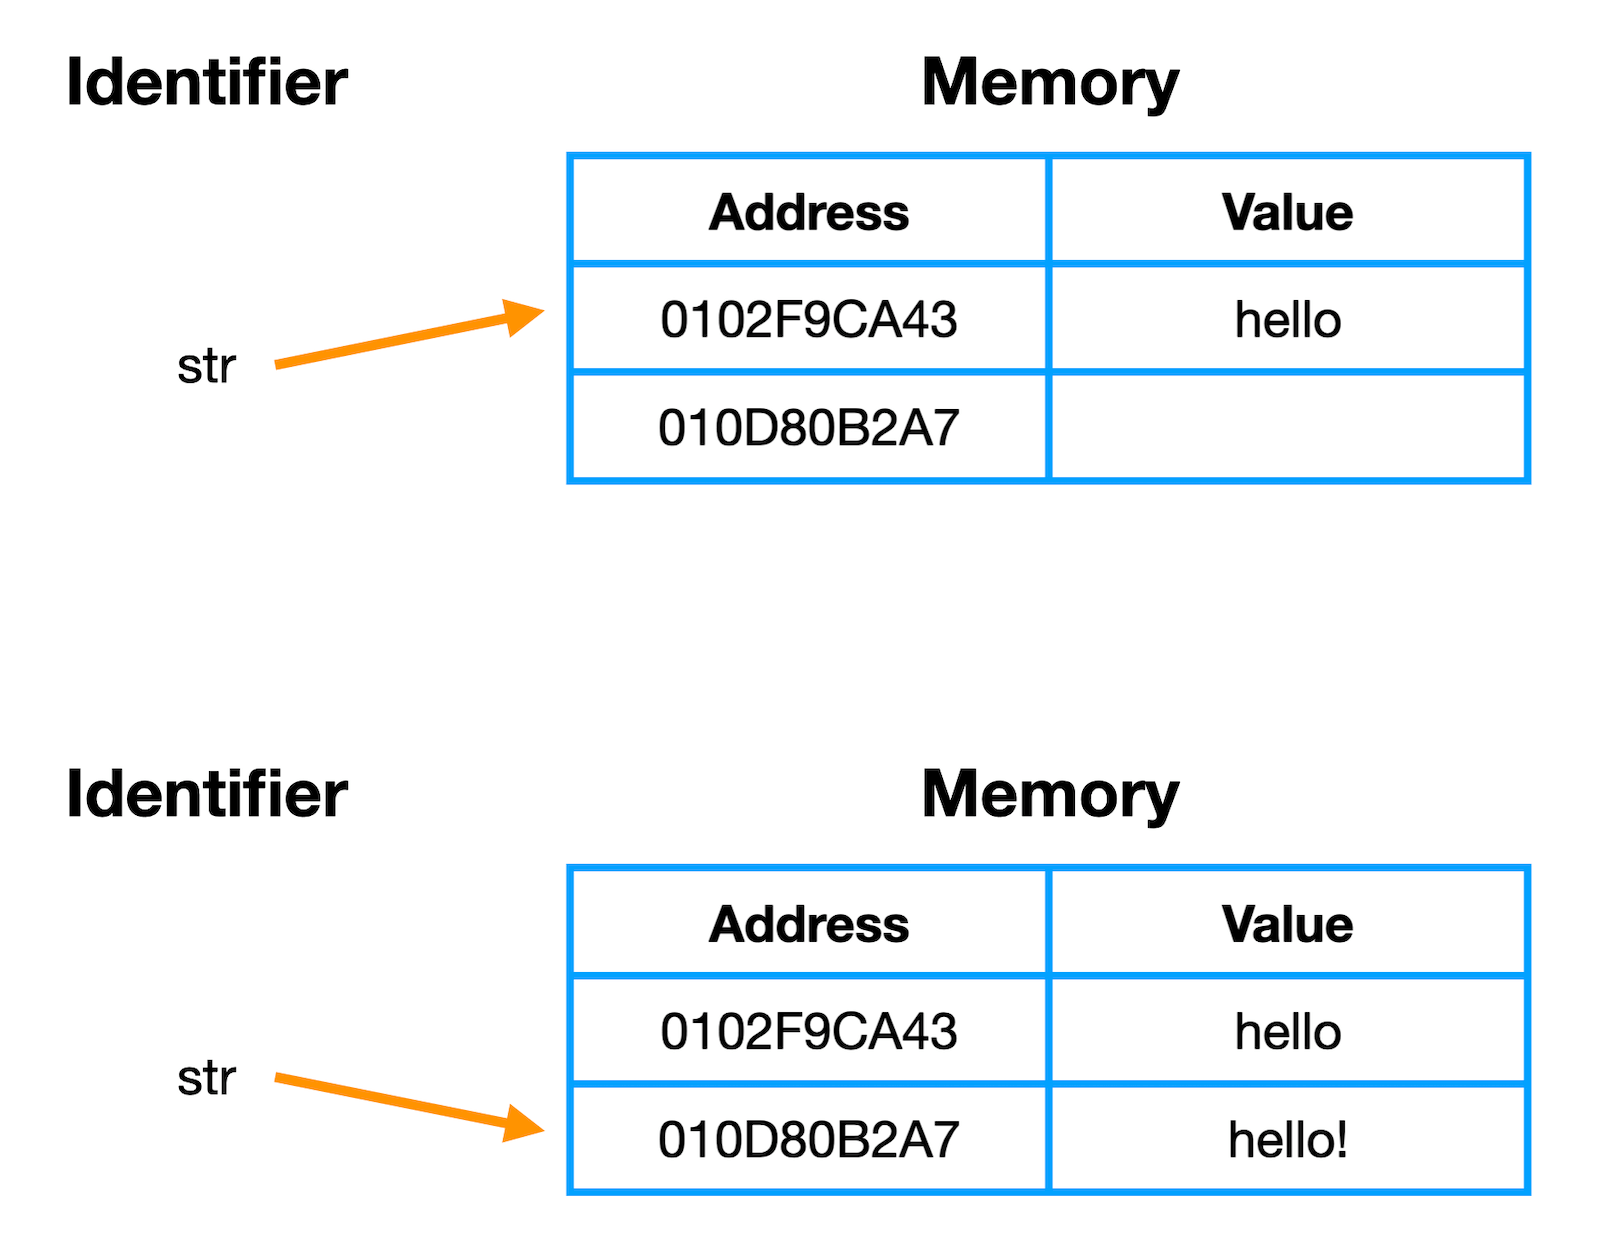 Identifier Memory
Address Value
0102F9CA43 hello
str
010D80B2A7
Identifier Memory
Address Value
0102F9CA43 hello
str
010D80B2A7 hello!